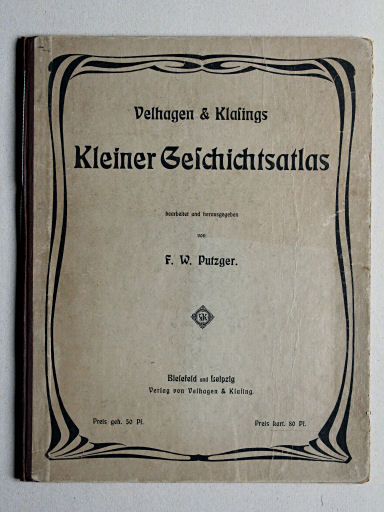 Velhagen & Klaſings
Kleiner Geſchichtsatlas
bearbeitet und herausgegeben
von
F. W. Putzger.
VK
Bielefeld und Leipzig
Verlag von Velhagen & Klaſing.
Preis geh. 50 Pf.
Preis kart. 80 Pf.